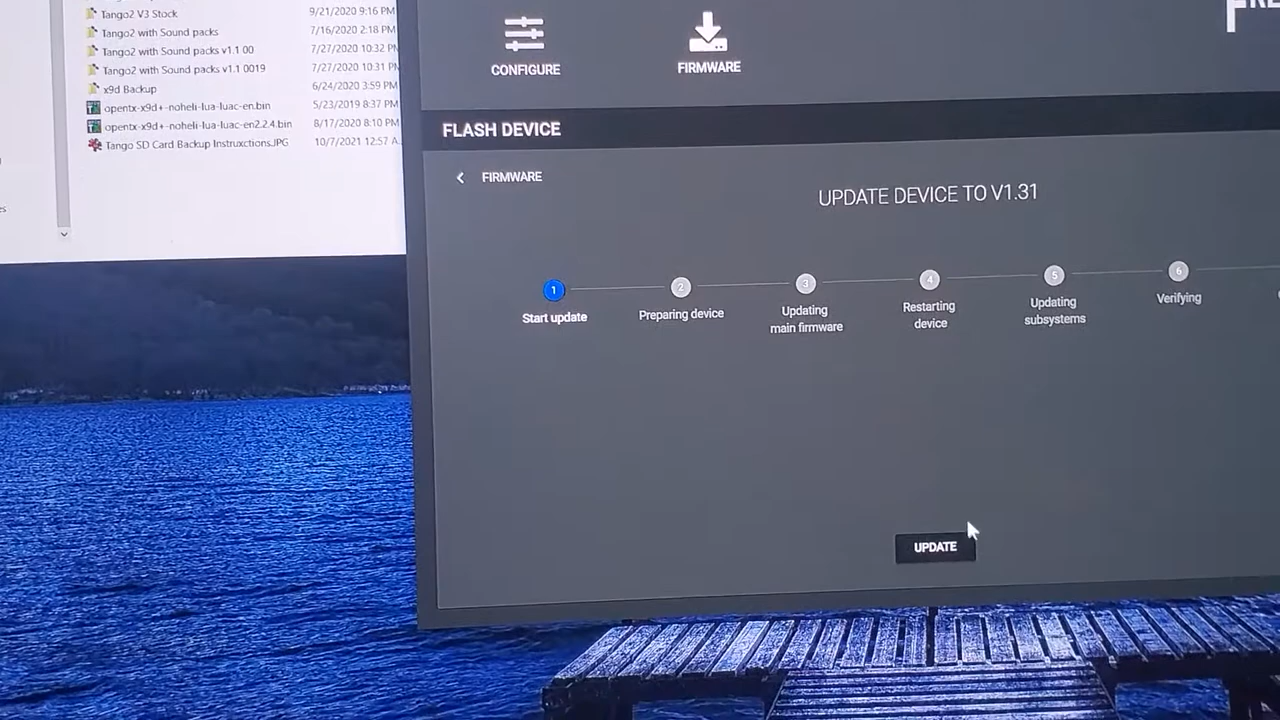 Tango2 V3 Stock 9/21/2020 9:16 PM
Tango2 with Sound packs 7/16/2020 2:18 PM
Tango2 with Sound packs v1.1 00 7/27/2020 10:32 PM
Tango2 with Sound packs v1.1 0019 7/27/2020 10:31 PM
x9d Backup 6/24/2020 3:59 PM
opentx-x9d+-noheli-lua-luac-en.bin 5/23/2019 8:37 PM
opentx-x9d+-noheli-lua-luac-en2.2.4.bin 8/17/2020 8:10 PM
Tango SD Card Backup Instruxctions.JPG 10/7/2021 12:57 A
CONFIGURE
FIRMWARE
FLASH DEVICE
FIRMWARE
UPDATE DEVICE TO V1.31
1
Start update
2
Preparing device
3
Updating
main firmware
4
Restarting
device
5
Updating
subsystems
6
Verifying
UPDATE